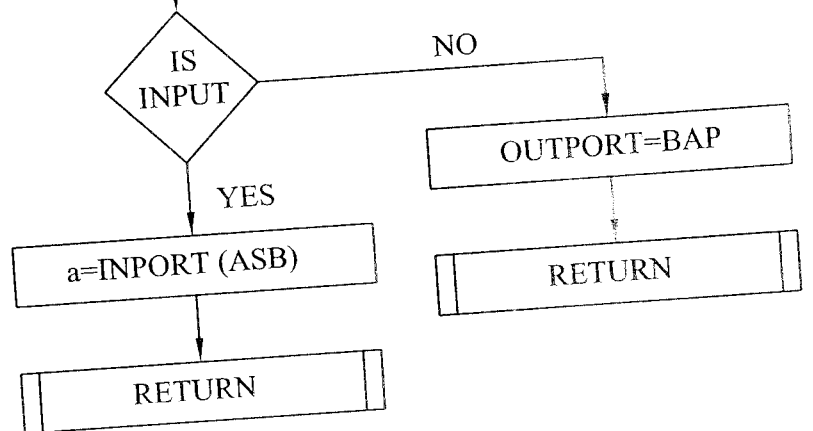 IS
INPUT
NO
YES
OUTPORT=BAP
RETURN
a=INPORT (ASB)
RETURN